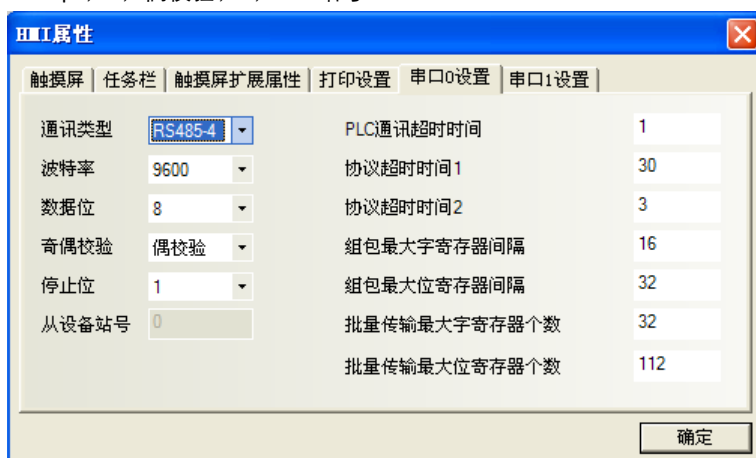 HMI属性
触摸屏 任务栏 触摸屏扩展属性 打印设置 串口0设置 串口1设置
通讯类型 RS485-4 PLC通讯超时时间 1
波特率 9600 协议超时时间1 30
数据位 8 协议超时时间2 3
奇偶校验 偶校验 组包最大字寄存器间隔 16
停止位 1 组包最大位寄存器间隔 32
从设备站号 0 批量传输最大字寄存器个数 32
批量传输最大位寄存器个数 112
确定